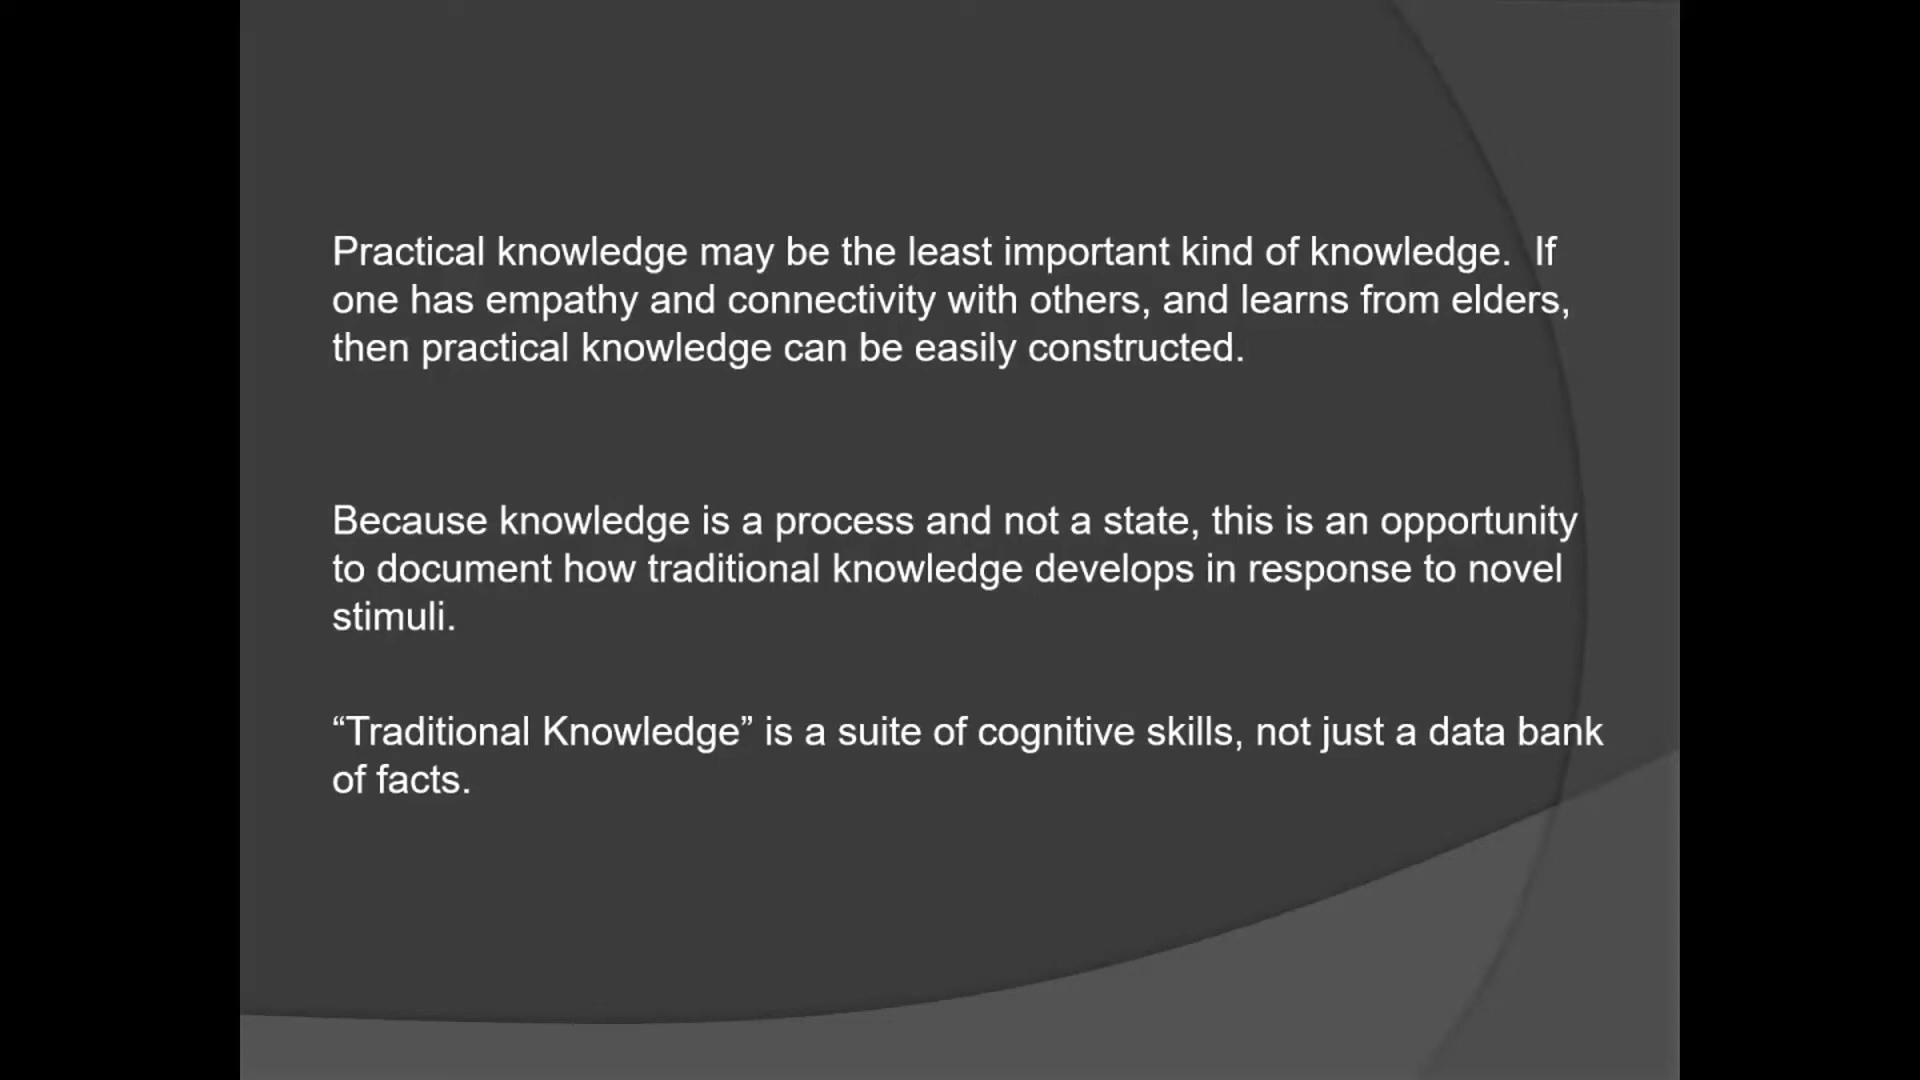 Practical knowledge may be the least important kind of knowledge.  If
one has empathy and connectivity with others, and learns from elders,
then practical knowledge can be easily constructed.
Because knowledge is a process and not a state, this is an opportunity
to document how traditional knowledge develops in response to novel
stimuli.
“Traditional Knowledge” is a suite of cognitive skills, not just a data bank
of facts.